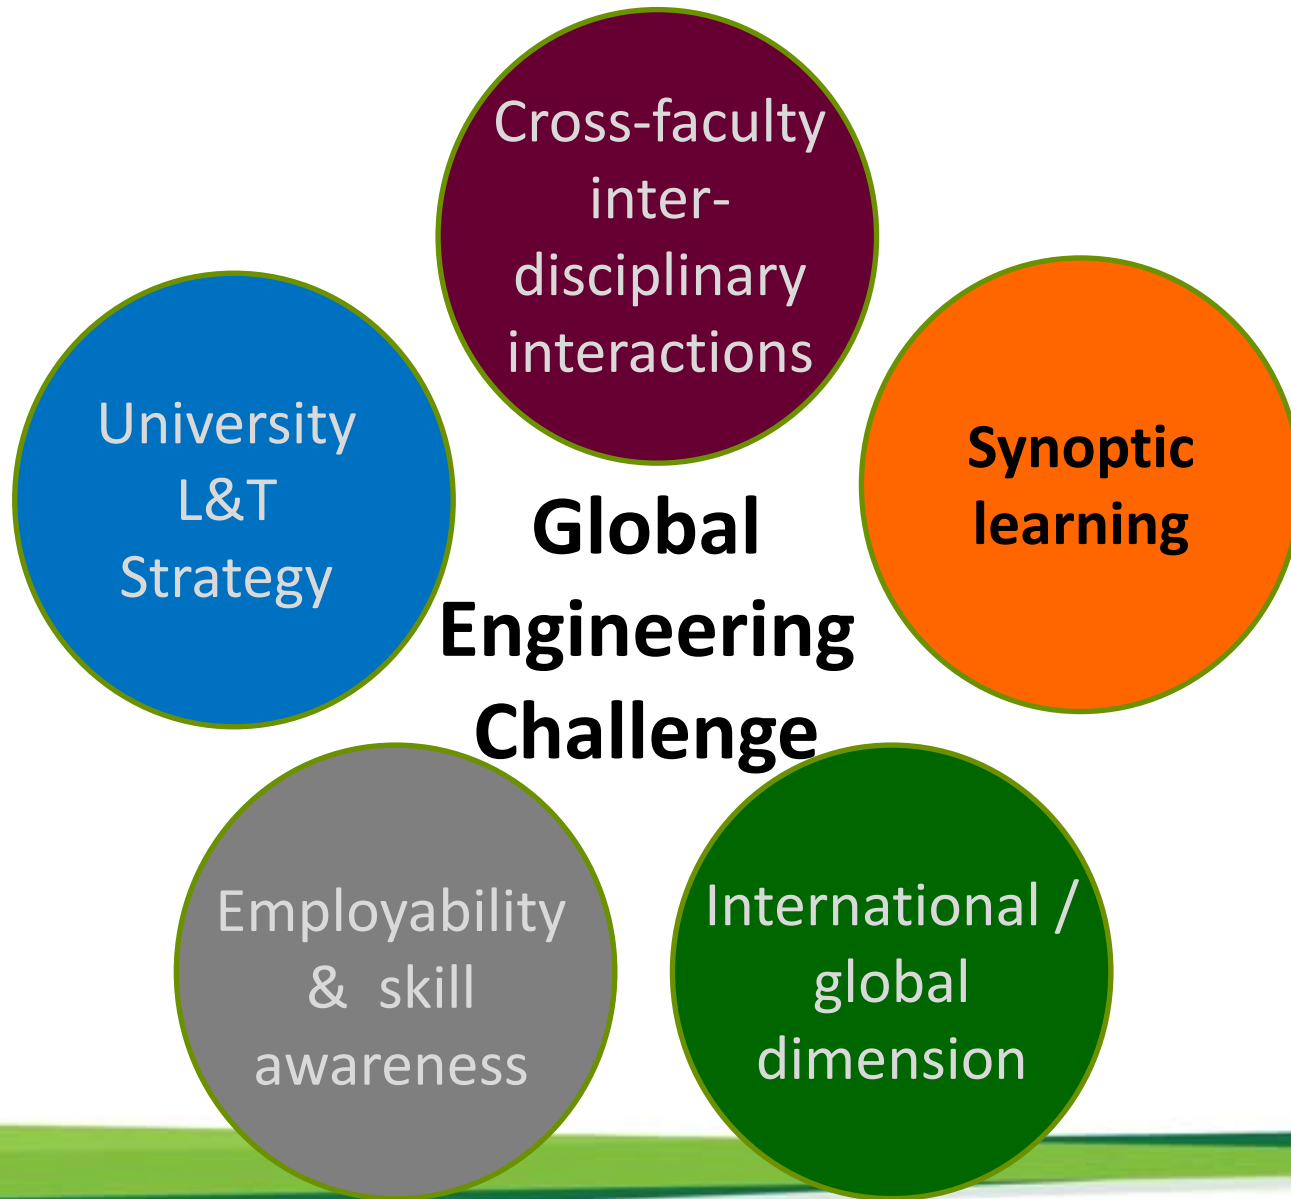 Cross-faculty
inter-
disciplinary
interactions
University
L&T
Strategy
Synoptic
learning
Global
Engineering
Challenge
Employability
& skill
awareness
International /
global
dimension